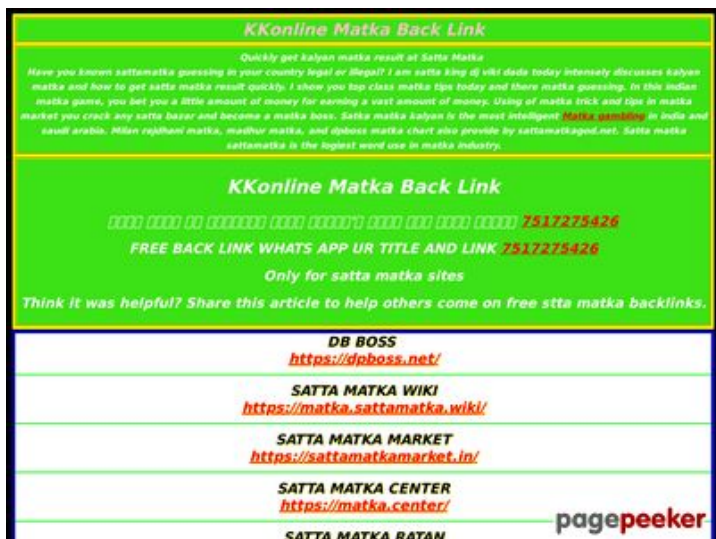 KKonline Matka Back Link
Quickly get kalyan matka result at Satta Matka
Have you known sattamatka guessing in your country legal or illegal? I am satta king dj viki dada today intensely discusses kalyan
matka and how to get satta matka result quickly. I show you top class matka tips today and there matka guessing. In this indian
matka game, you bet you a little amount of money for earning a vast amount of money. Using of matka trick and tips in matka
market you crack any satta bazar and become a matka boss. Satta matka kalyan is the most intelligent Matka gambling in india and
saudi arabia. Milan rajdhani matka, madhur matka, and dpboss matka chart also provide by sattamatkagod.net. Satta matka
sattamatka is the logiest word use in matka industry.
KKonline Matka Back Link
7517275426
FREE BACK LINK WHATS APP UR TITLE AND LINK 7517275426
Only for satta matka sites
Think it was helpful? Share this article to help others come on free stta matka backlinks.
DB BOSS
https://dpboss.net/
SATTA MATKA WIKI
https://matka.sattamatka.wiki/
SATTA MATKA MARKET
https://sattamatkamarket.in/
SATTA MATKA CENTER
https://matka.center/
SATTA MATKA RATAN
pagepeeker